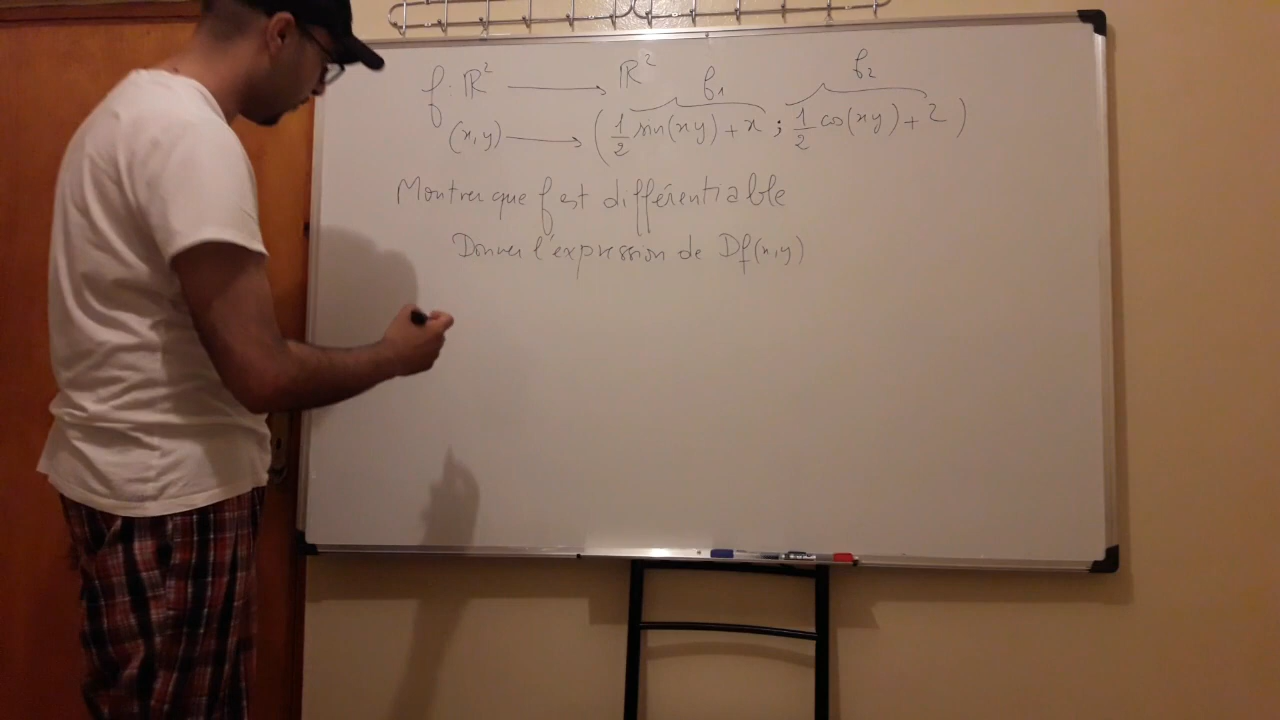 f : ℝ² ⟶ ℝ² f₁ f₂
(x,y) ⟶ ( 1/2 sin(xy) + x ; 1/2 cos(xy) + 2 )
Montrer que f est différentiable
Donner l'expression de Df(x,y)